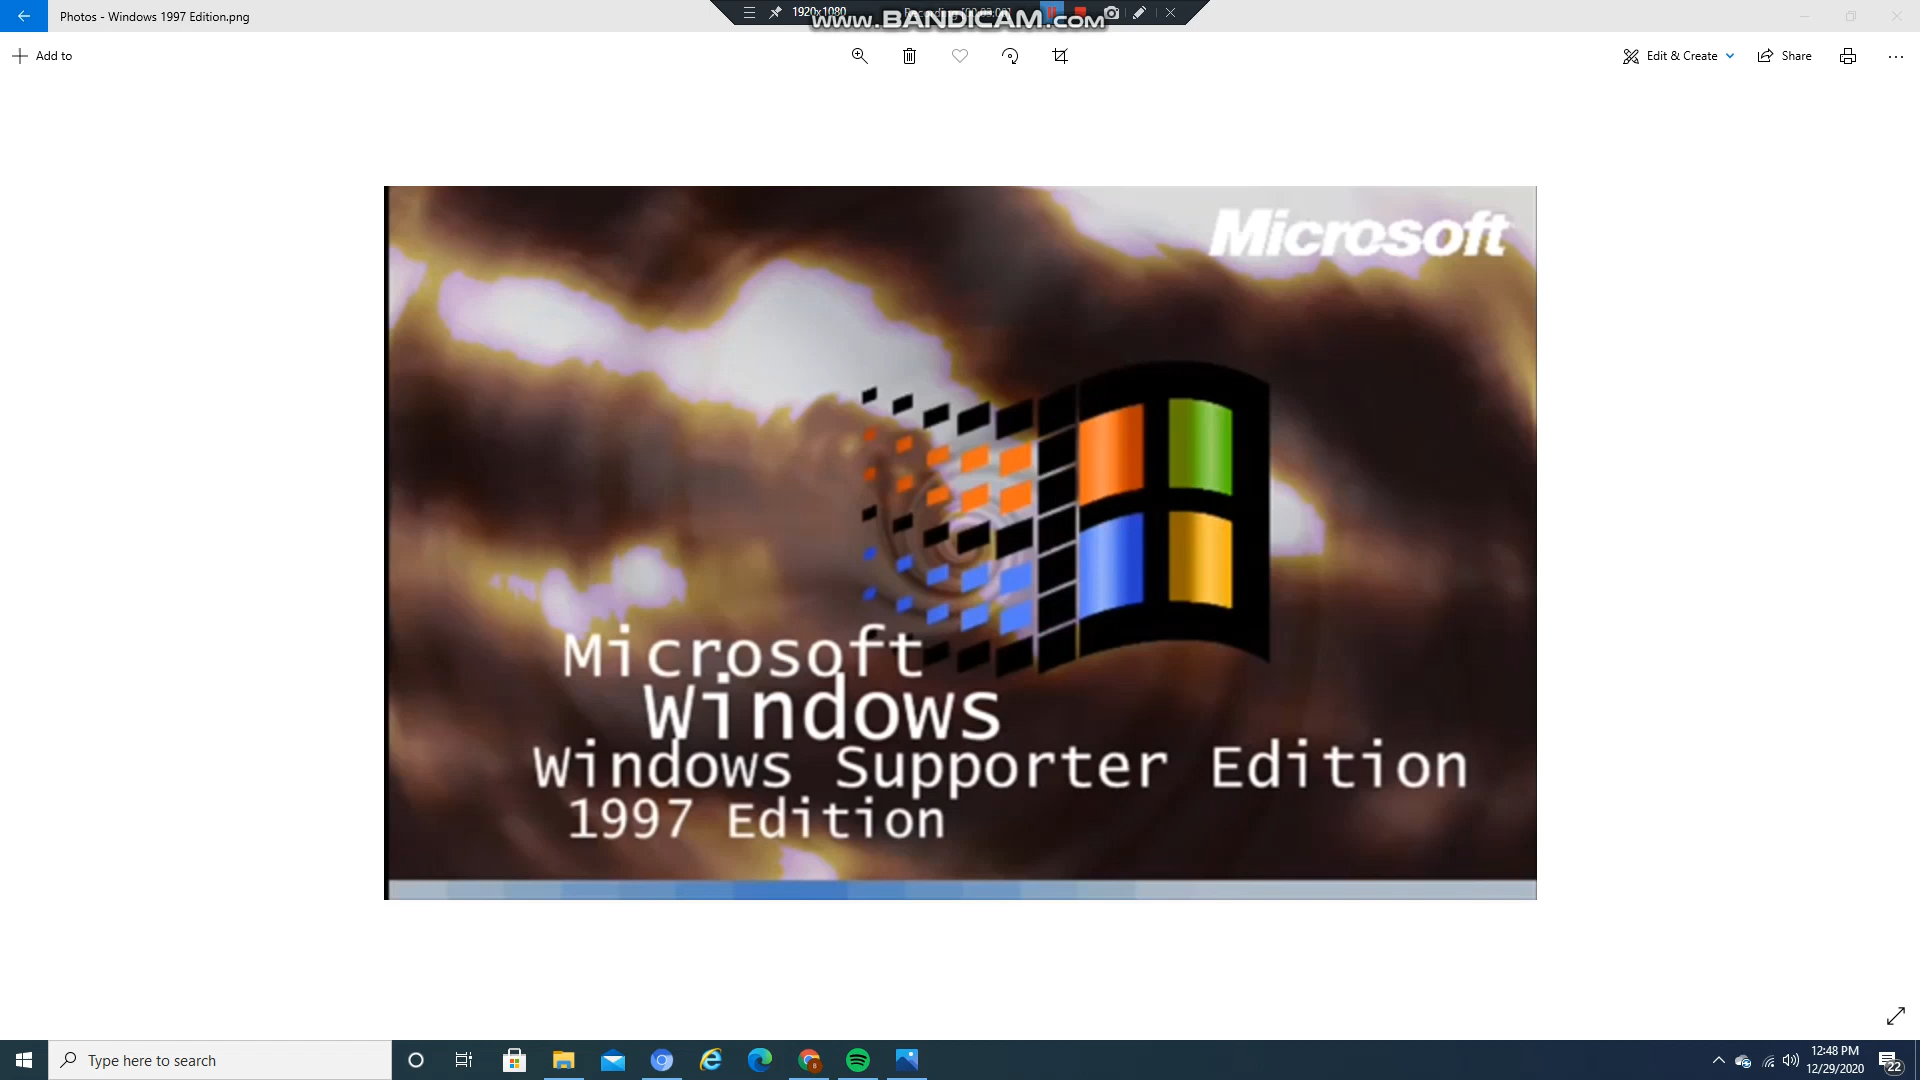 Photos - Windows 1997 Edition.png
1920x1080
www.BANDICAM.com
Add to
Edit & Create
Share
Microsoft
Microsoft
Windows
Windows Supporter Edition
1997 Edition
Type here to search
12:48 PM
12/29/2020
22